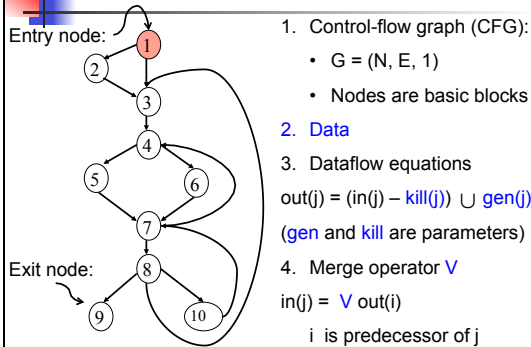 Entry node:
1
2
3
4
5
6
7
8
Exit node:
9
10
1. Control-flow graph (CFG):
• G = (N, E, 1)
• Nodes are basic blocks
2. Data
3. Dataflow equations
out(j) = (in(j) – kill(j)) ∪ gen(j)
(gen and kill are parameters)
4. Merge operator V
in(j) = V out(i)
i is predecessor of j